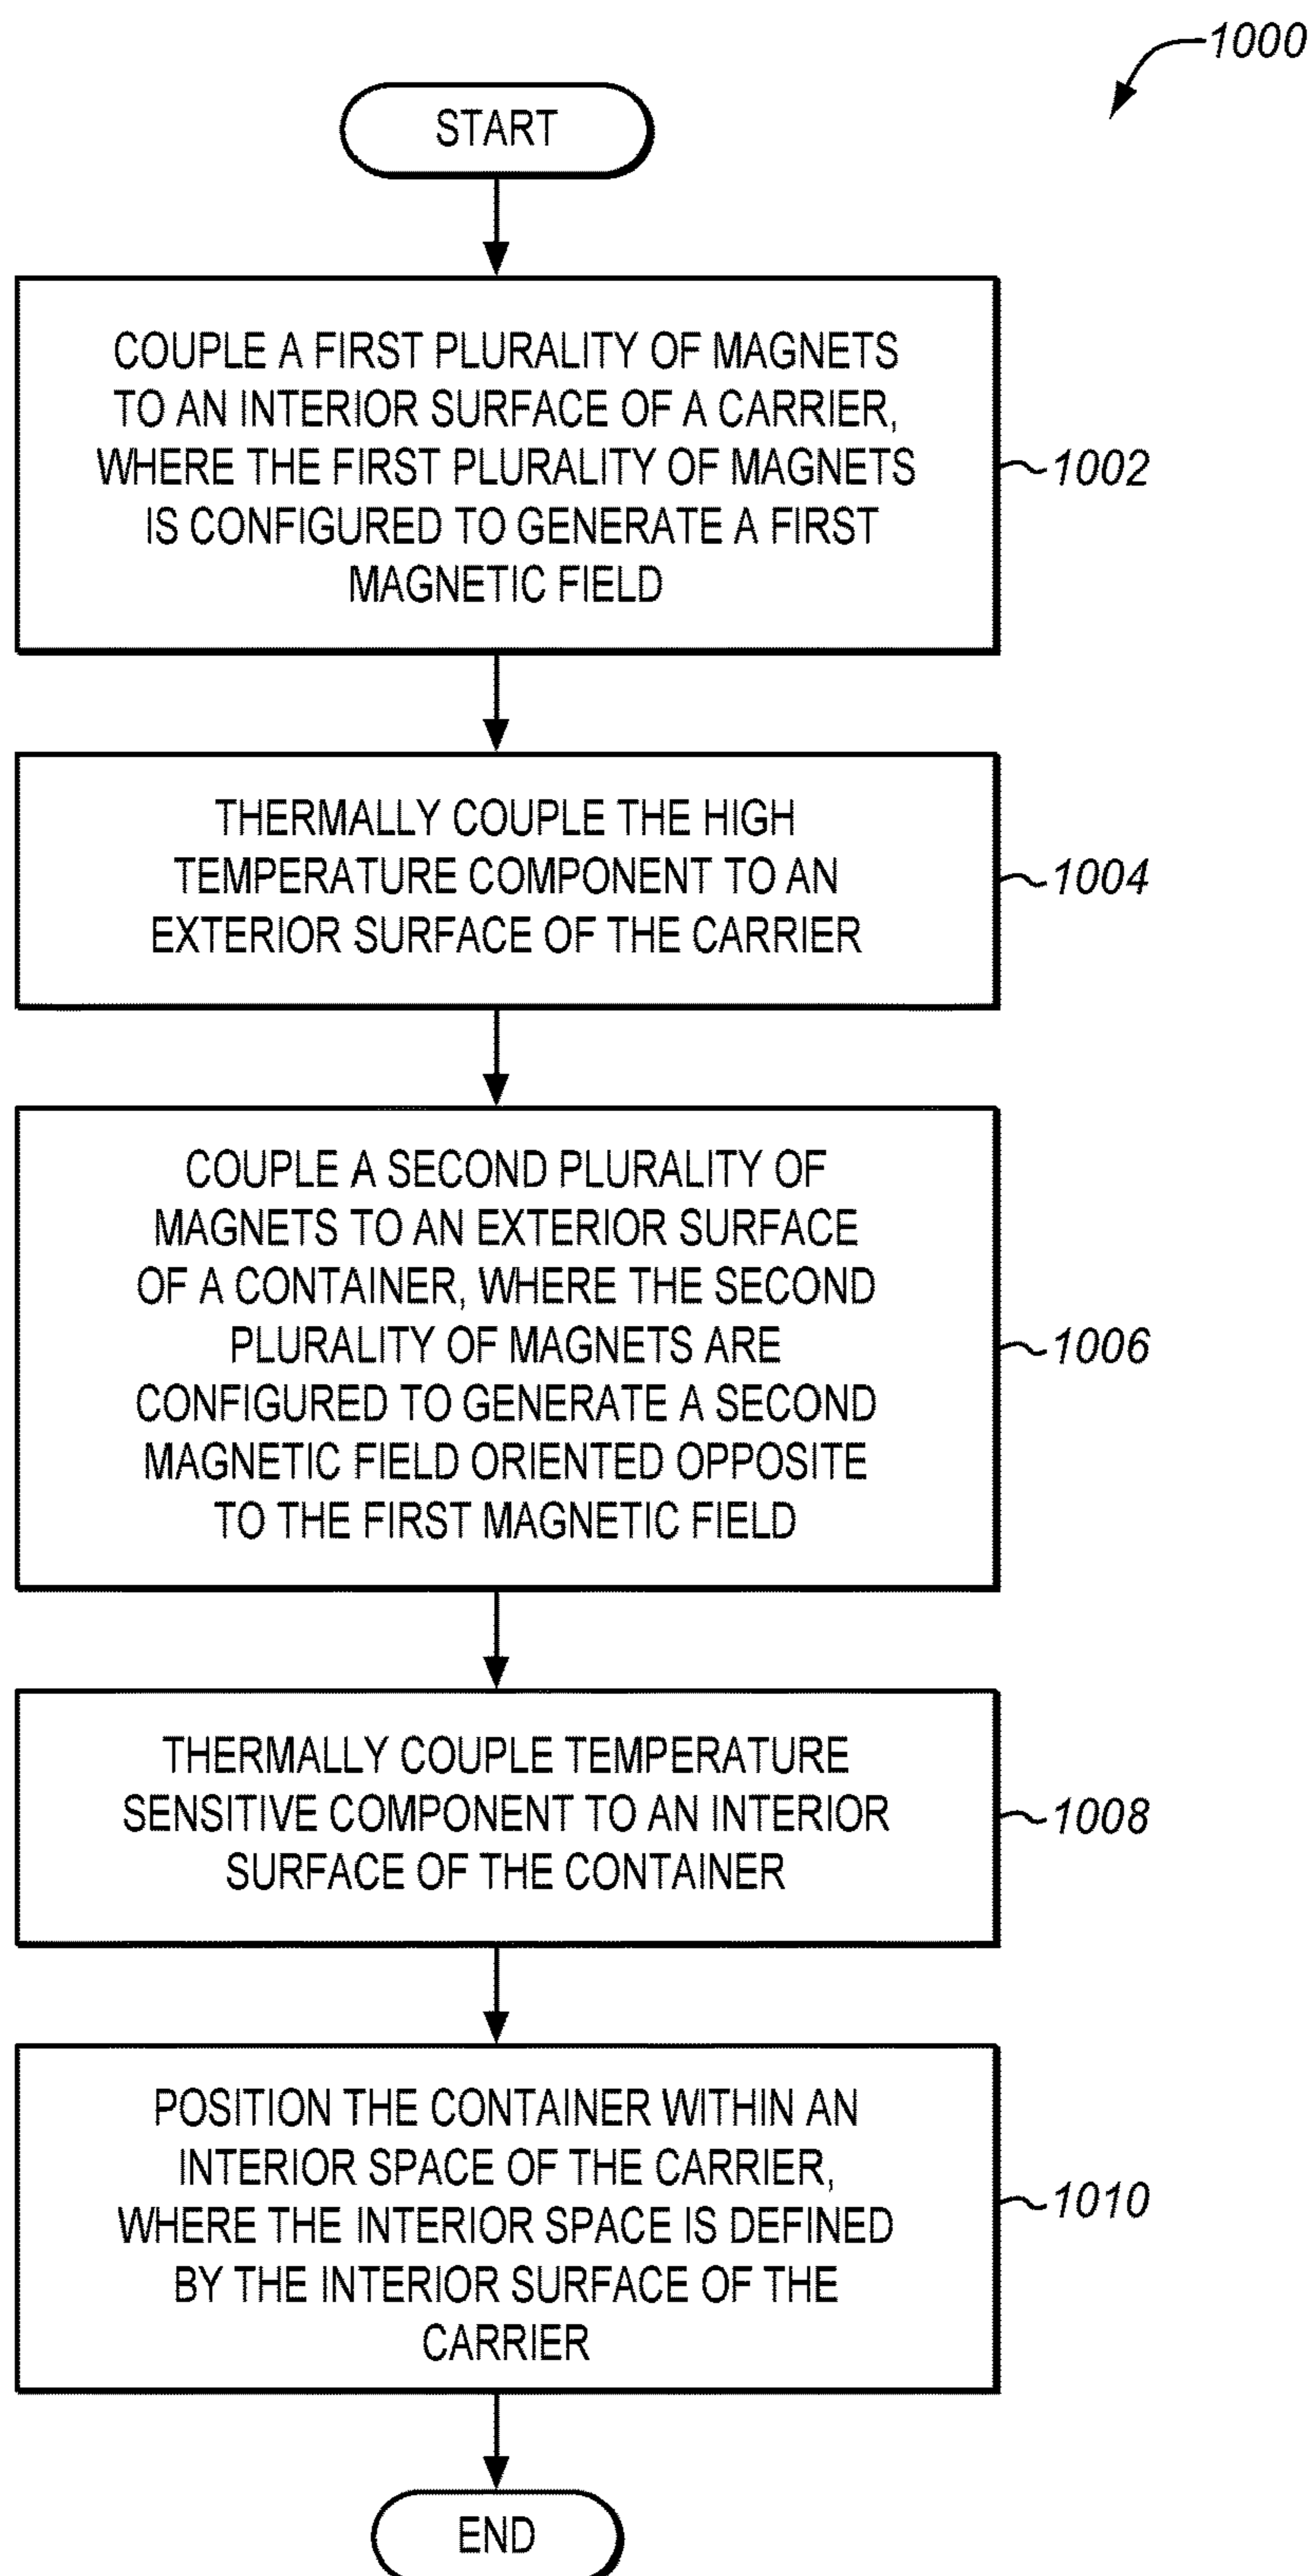 1000
START
COUPLE A FIRST PLURALITY OF MAGNETS
TO AN INTERIOR SURFACE OF A CARRIER,
WHERE THE FIRST PLURALITY OF MAGNETS
IS CONFIGURED TO GENERATE A FIRST
MAGNETIC FIELD
1002
THERMALLY COUPLE THE HIGH
TEMPERATURE COMPONENT TO AN
EXTERIOR SURFACE OF THE CARRIER
1004
COUPLE A SECOND PLURALITY OF
MAGNETS TO AN EXTERIOR SURFACE
OF A CONTAINER, WHERE THE SECOND
PLURALITY OF MAGNETS ARE
CONFIGURED TO GENERATE A SECOND
MAGNETIC FIELD ORIENTED OPPOSITE
TO THE FIRST MAGNETIC FIELD
1006
THERMALLY COUPLE TEMPERATURE
SENSITIVE COMPONENT TO AN INTERIOR
SURFACE OF THE CONTAINER
1008
POSITION THE CONTAINER WITHIN AN
INTERIOR SPACE OF THE CARRIER,
WHERE THE INTERIOR SPACE IS DEFINED
BY THE INTERIOR SURFACE OF THE
CARRIER
1010
END